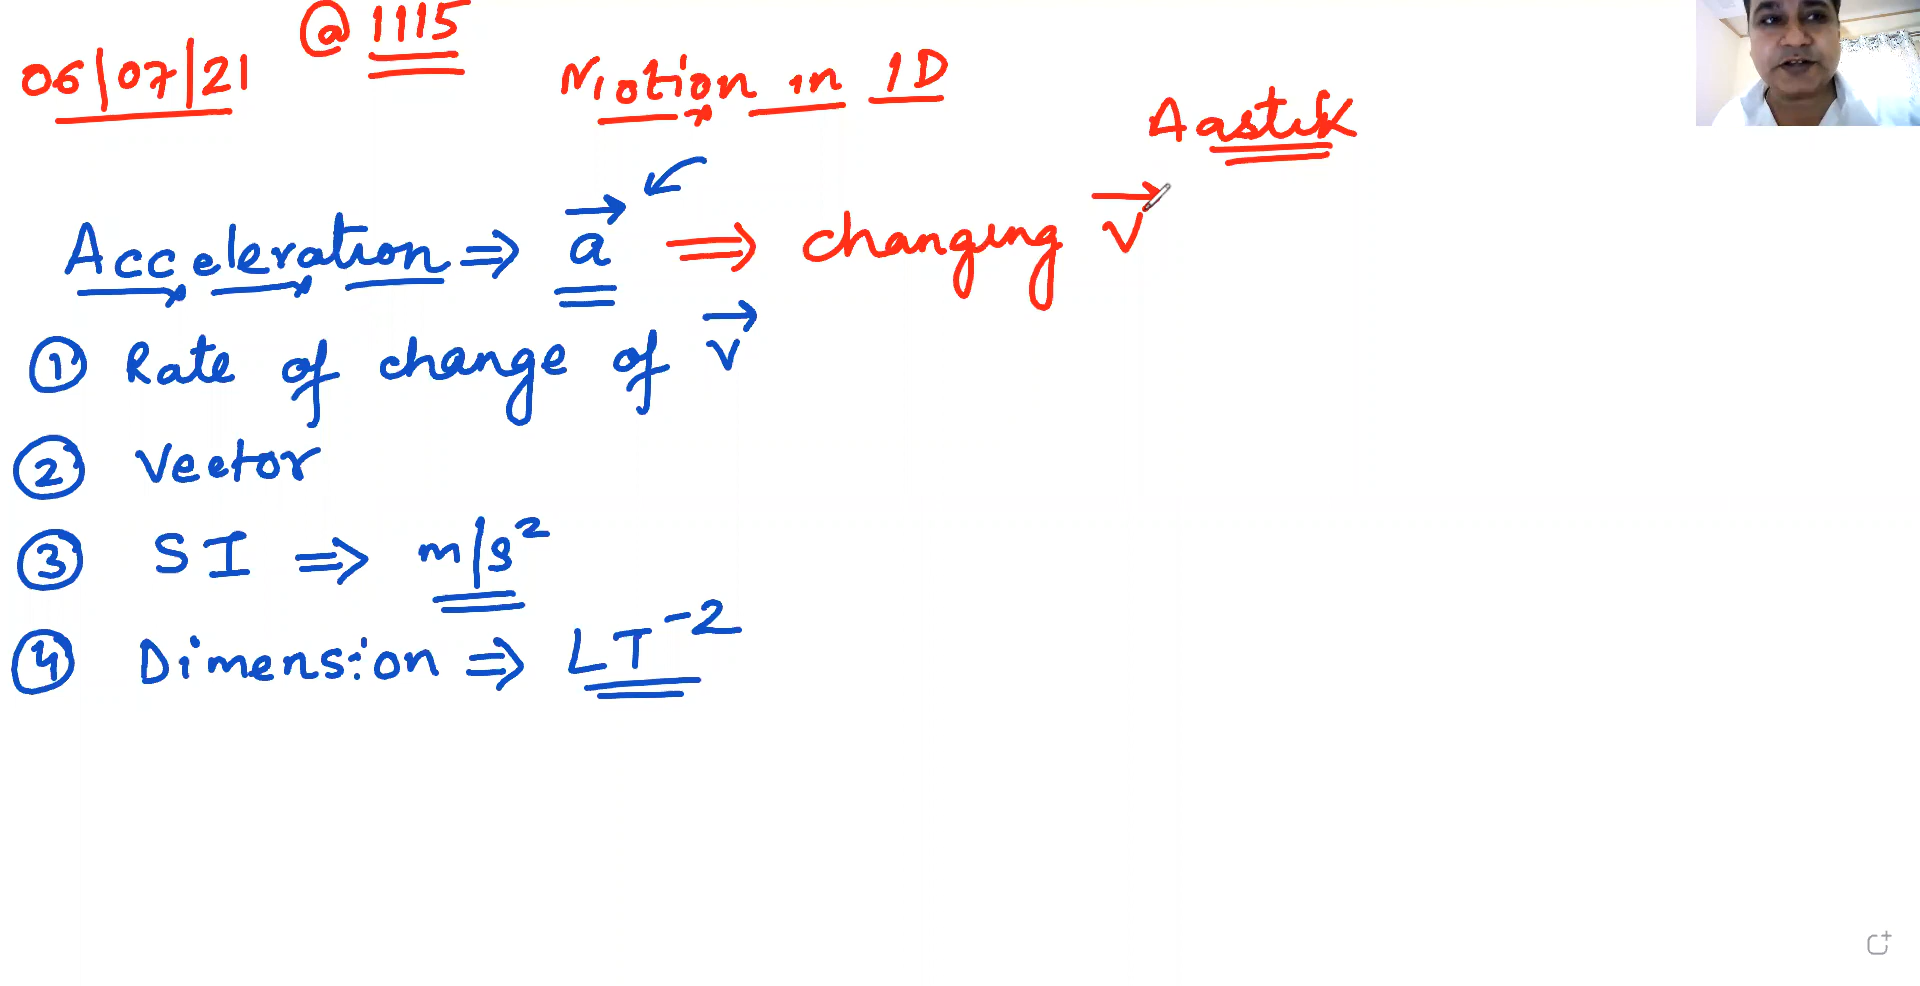 @ 1115
06/07/21
Motion in 1D
Aastik
Acceleration ⇒ a⃗ ⇒ changing v⃗
① Rate of change of v⃗
② Vector
③ SI ⇒ m/s²
④ Dimension ⇒ LT⁻²